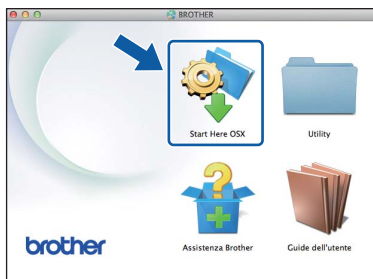 BROTHER
Start Here OSX
Utility
Assistenza Brother
Guide dell'utente
brother